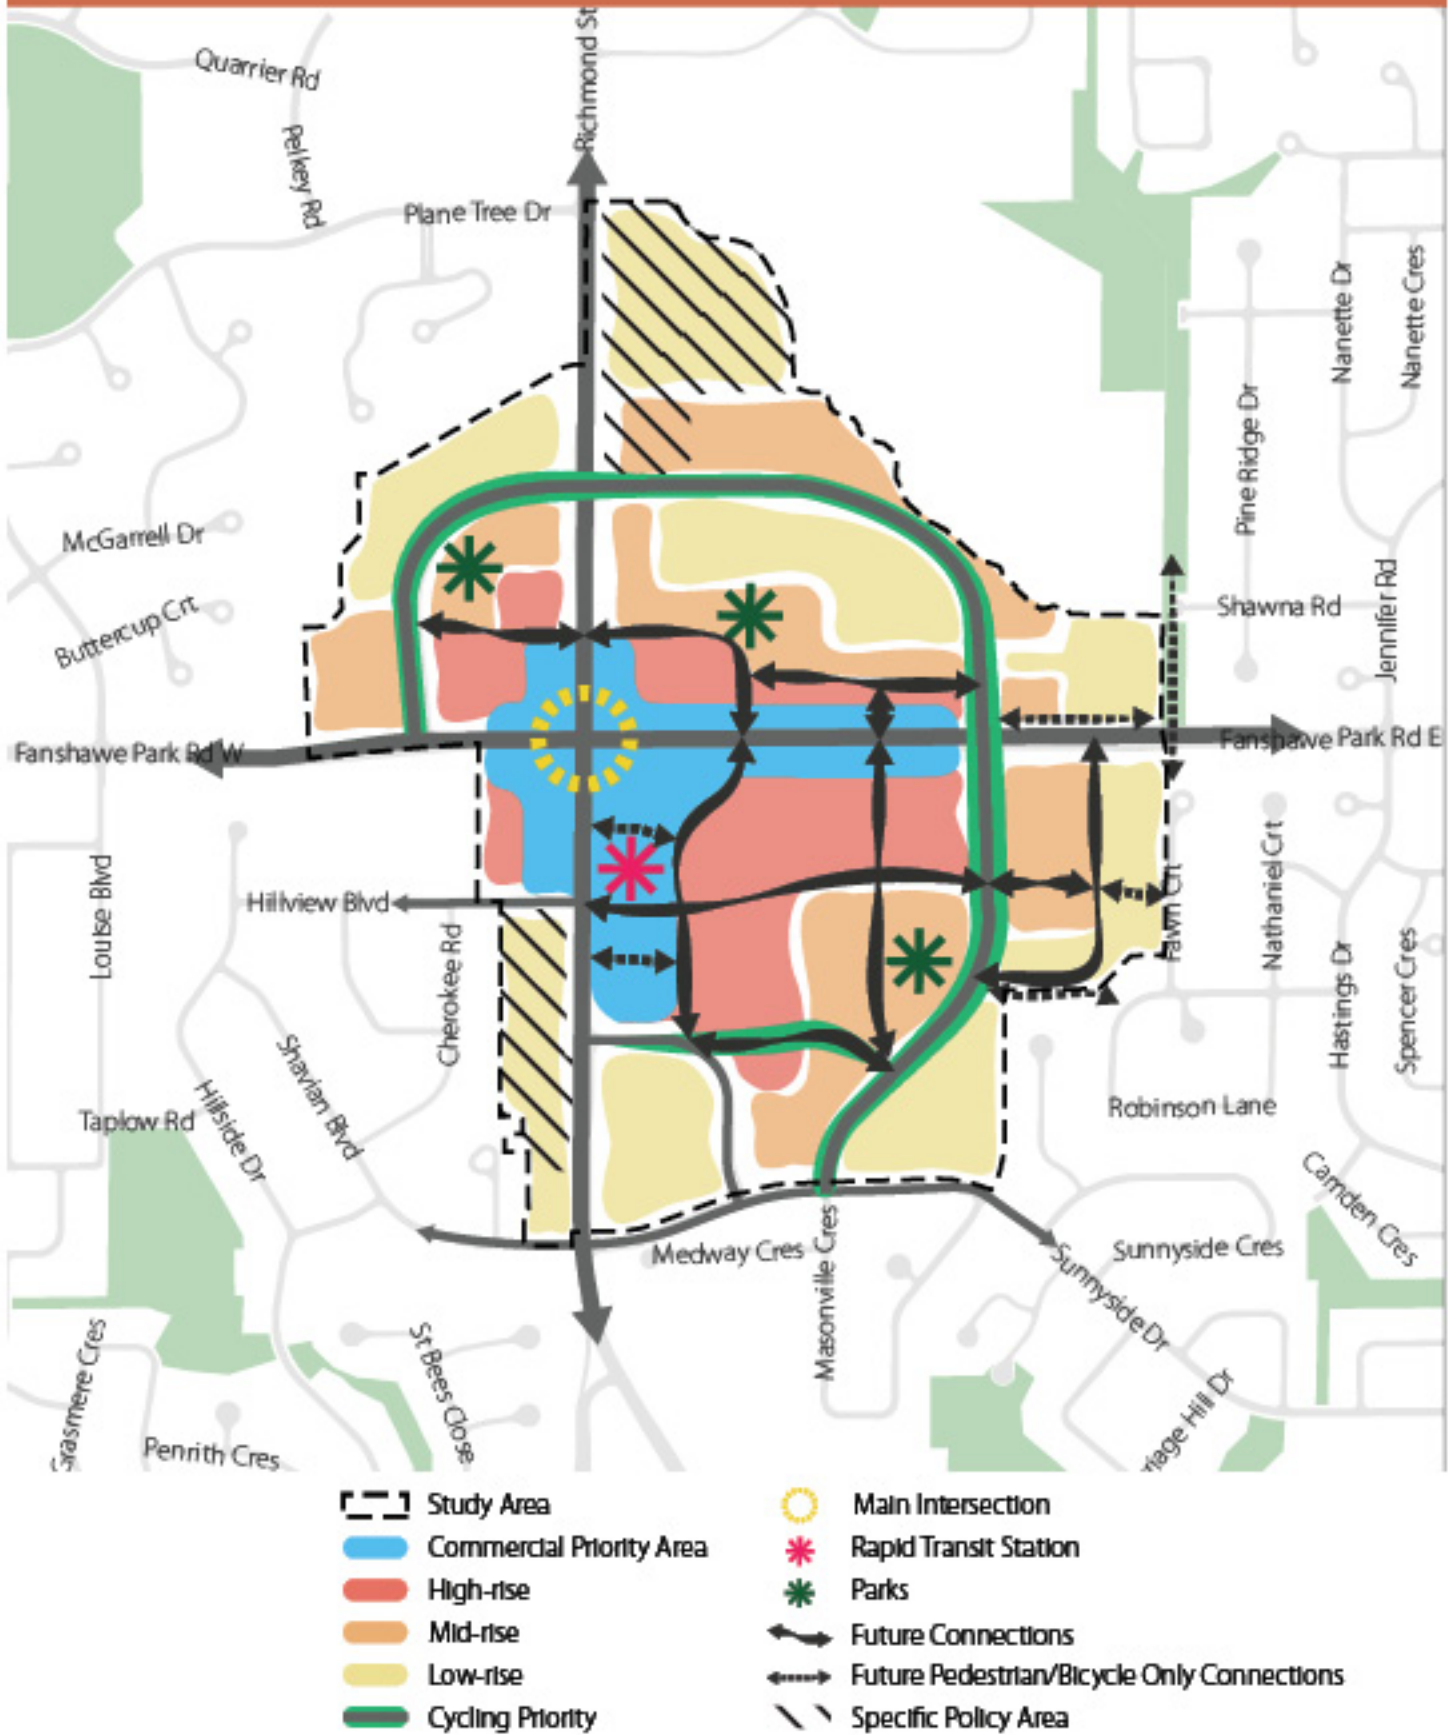 Richmond St
Quarrier Rd
Pelkey Rd
Plane Tree Dr
Nanette Dr
Nanette Cres
Pine Ridge Dr
McGarrell Dr
Buttercup Crt
Shawna Rd
Jennifer Rd
Fanshawe Park Rd W
Fanshawe Park Rd E
Louise Blvd
Hillview Blvd
Cherokee Rd
Fawn Crt
Nathaniel Crt
Hastings Dr
Spencer Cres
Shavian Blvd
Hillside Dr
Taplow Rd
Robinson Lane
Camden Cres
Medway Cres
Masonville Cres
Sunnyside Cres
Sunnyside Dr
Grasmere Cres
St Bees Close
Penrith Cres
riage Hill Dr
Study Area
Main Intersection
Commercial Priority Area
Rapid Transit Station
High-rise
Parks
Mid-rise
Future Connections
Low-rise
Future Pedestrian/Bicycle Only Connections
Cycling Priority
Specific Policy Area